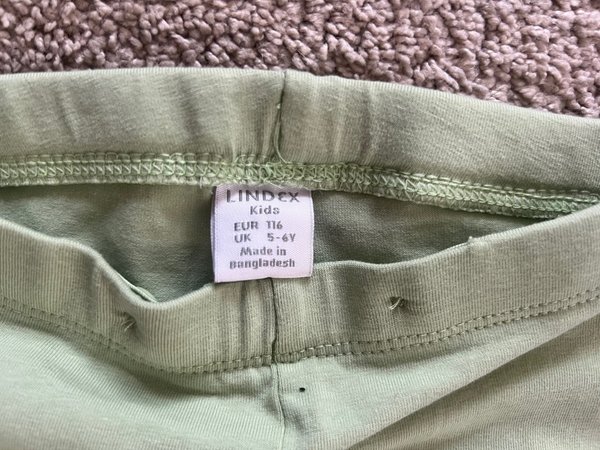 LINDEX
Kids
EUR 116
UK 5-6Y
Made in
Bangladesh